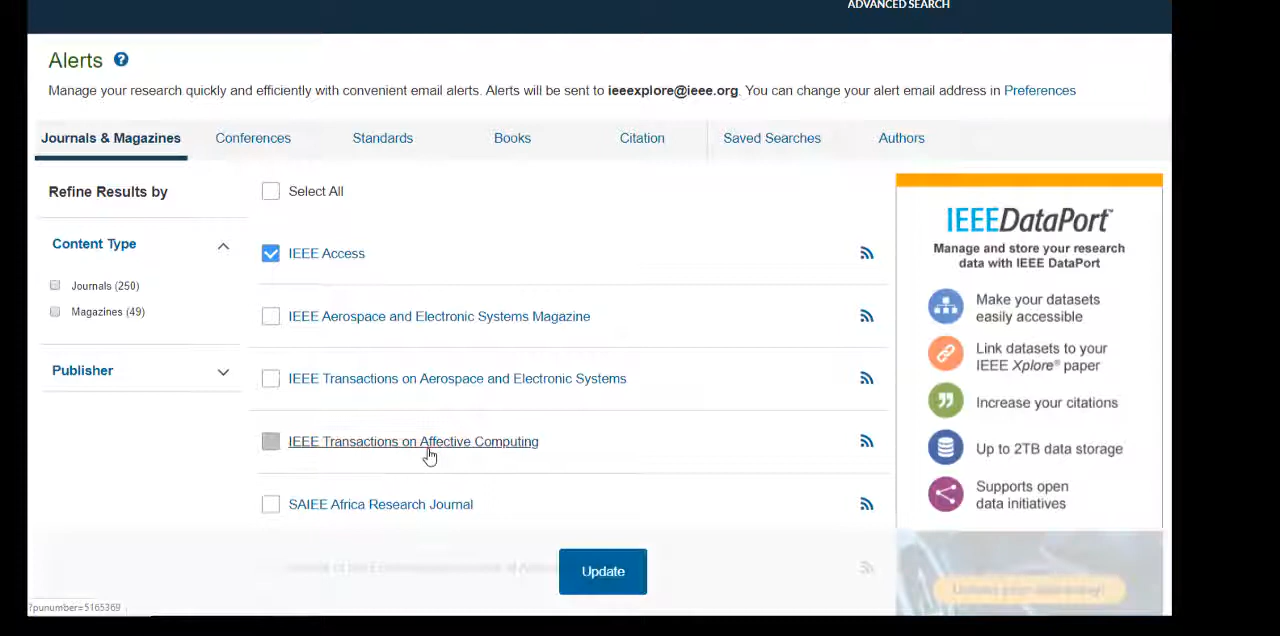 ADVANCED SEARCH
Alerts ?
Manage your research quickly and efficiently with convenient email alerts. Alerts will be sent to ieeexplore@ieee.org. You can change your alert email address in Preferences
Journals & Magazines Conferences Standards Books Citation Saved Searches Authors
Refine Results by
Content Type
Journals (250)
Magazines (49)
Publisher
Select All
IEEE Access
IEEE Aerospace and Electronic Systems Magazine
IEEE Transactions on Aerospace and Electronic Systems
IEEE Transactions on Affective Computing
SAIEE Africa Research Journal
Update
IEEEDataPort™
Manage and store your research
data with IEEE DataPort
Make your datasets
easily accessible
Link datasets to your
IEEE Xplore® paper
Increase your citations
Up to 2TB data storage
Supports open
data initiatives
?punumber=5165369